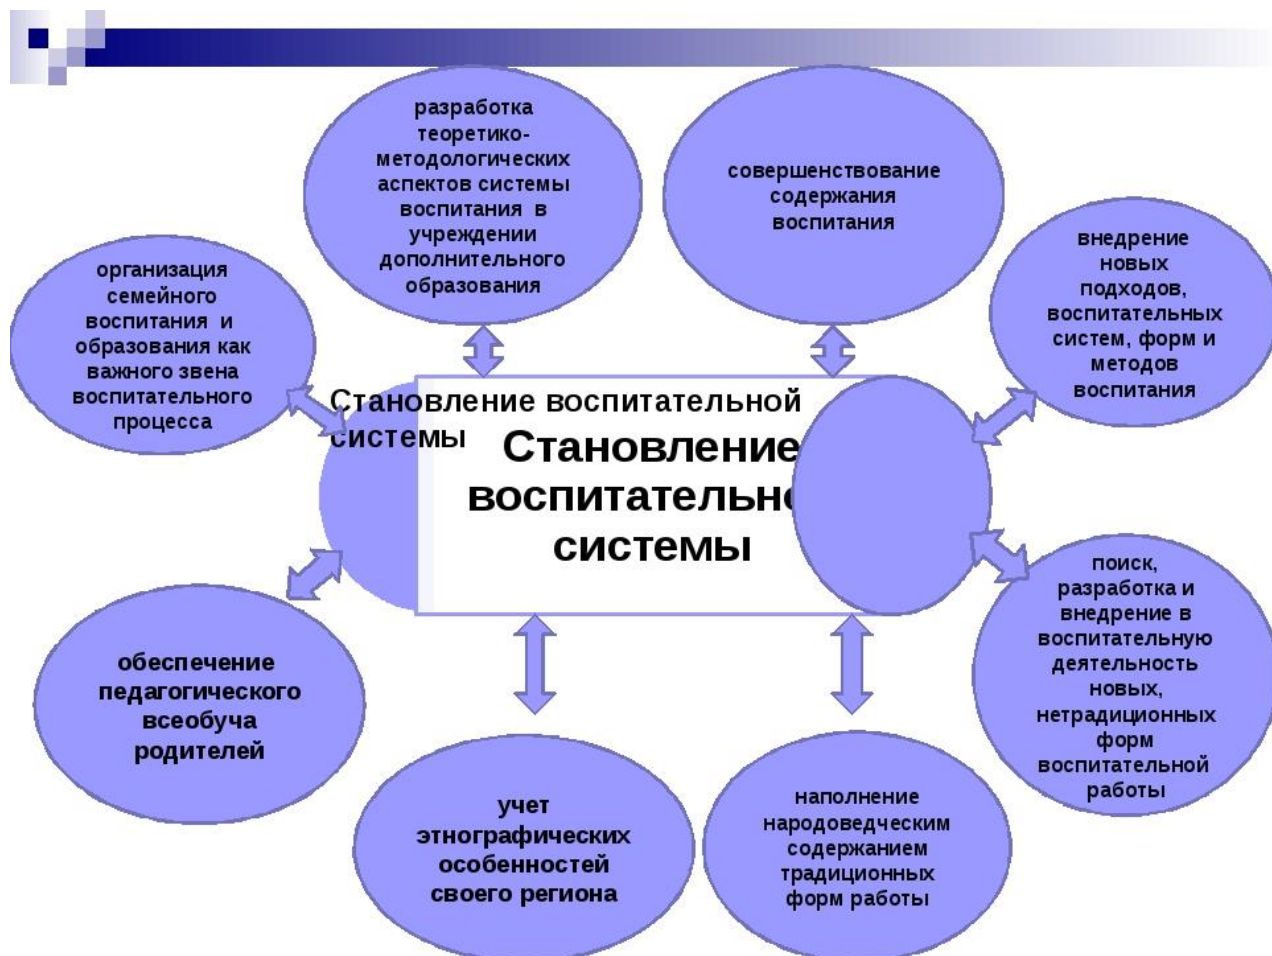 разработка
теоретико-
методологических
аспектов системы
воспитания в
учреждении
дополнительного
образования
совершенствование
содержания
воспитания
внедрение
новых
подходов,
воспитательных
систем, форм и
методов
воспитания
организация
семейного
воспитания и
образования как
важного звена
воспитательного
процесса
Становление воспитательной
системы
Становление
воспитательно
системы
поиск,
разработка и
внедрение в
воспитательную
деятельность
новых,
нетрадиционных
форм
воспитательной
работы
обеспечение
педагогического
всеобуча
родителей
учет
этнографических
особенностей
своего региона
наполнение
народоведческим
содержанием
традиционных
форм работы